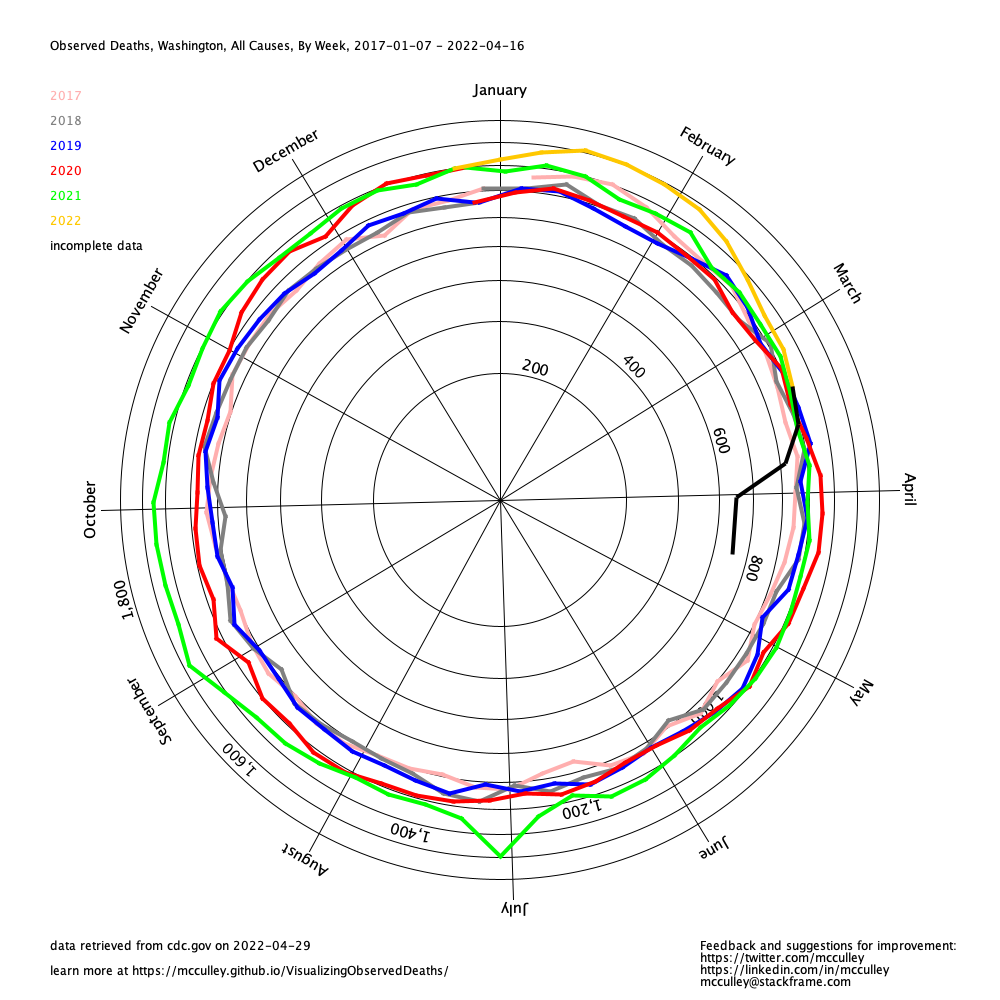 Observed Deaths, Washington, All Causes, By Week, 2017-01-07 - 2022-04-16
2017
2018
2019
2020
2021
2022
incomplete data
January
February
March
April
May
June
July
August
September
October
November
December
200
400
600
800
1,200
1,400
1,600
1,800
data retrieved from cdc.gov on 2022-04-29
learn more at https://mcculley.github.io/VisualizingObservedDeaths/
Feedback and suggestions for improvement:
https://twitter.com/mcculley
https://linkedin.com/in/mcculley
mcculley@stackframe.com